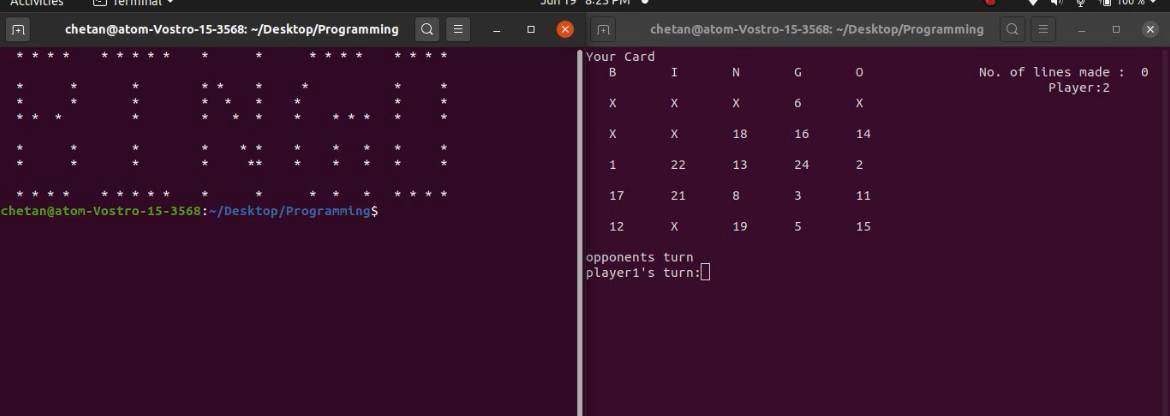 Activities Terminal Jun 19 8:23 PM 100 %
chetan@atom-Vostro-15-3568: ~/Desktop/Programming
chetan@atom-Vostro-15-3568: ~/Desktop/Programming
* * * * * * * * * * * * * * * * * * *
* * * * * * * * *
* * * * * * * * *
* * * * * * * * * * * *
* * * * * * * * * * *
* * * * ** * * * * *
* * * * * * * * * * * * * * * * * *
chetan@atom-Vostro-15-3568:~/Desktop/Programming$
Your Card
B I N G O No. of lines made : 0
Player:2
X X X 6 X
X X 18 16 14
1 22 13 24 2
17 21 8 3 11
12 X 19 5 15
opponents turn
player1's turn: